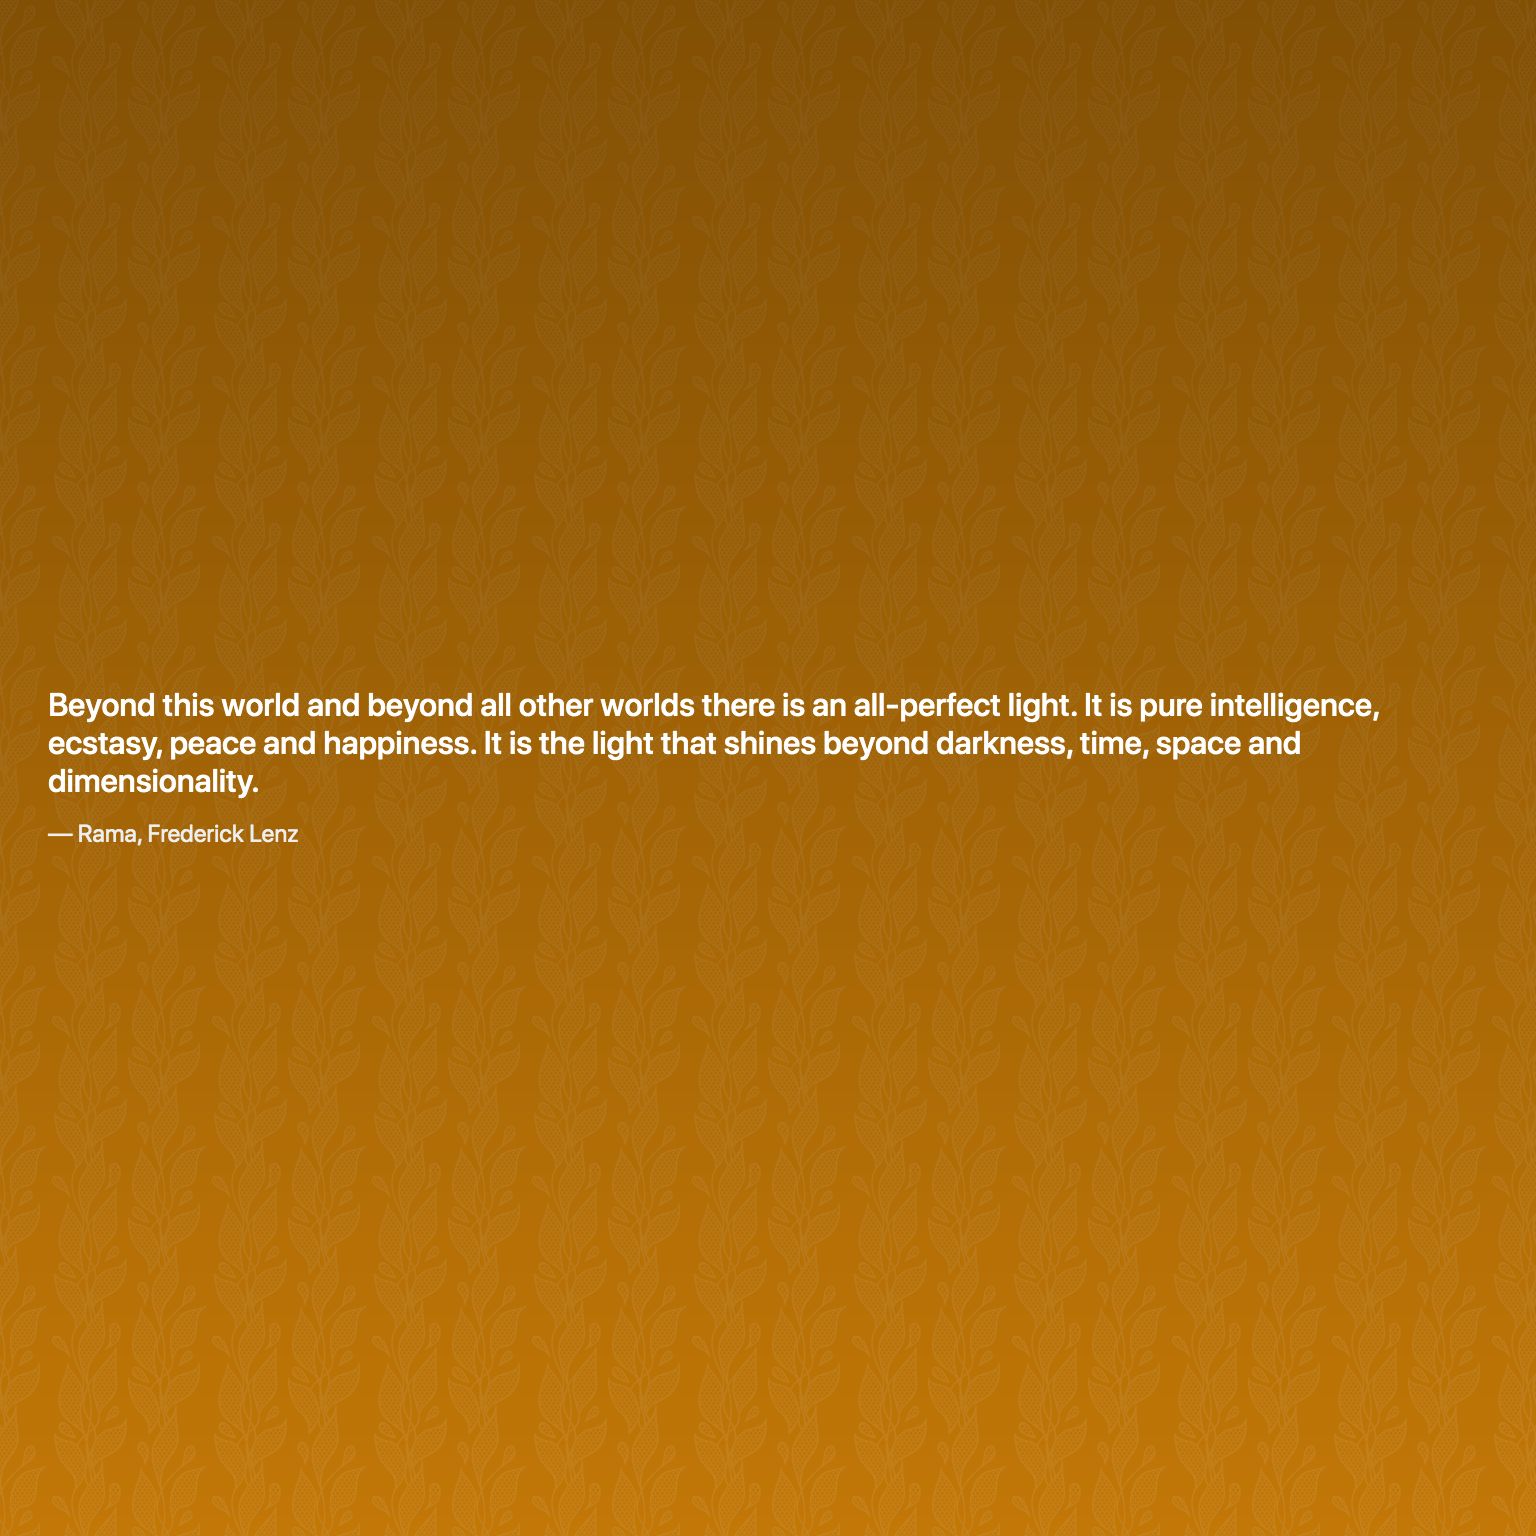 Beyond this world and beyond all other worlds there is an all-perfect light. It is pure intelligence,
ecstasy, peace and happiness. It is the light that shines beyond darkness, time, space and
dimensionality.
— Rama, Frederick Lenz